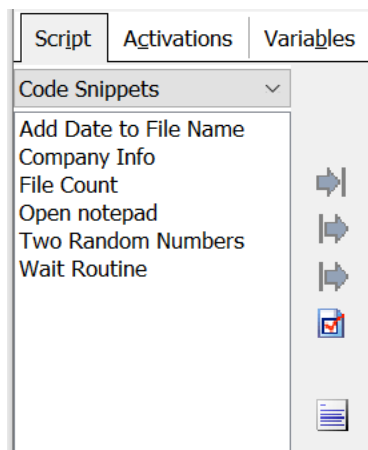 Script Activations Variables
Code Snippets
Add Date to File Name
Company Info
File Count
Open notepad
Two Random Numbers
Wait Routine